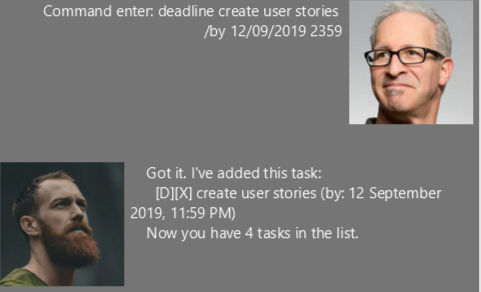 Command enter: deadline create user stories
/by 12/09/2019 2359
Got it. I've added this task:
[D][X] create user stories (by: 12 September
2019, 11:59 PM)
Now you have 4 tasks in the list.